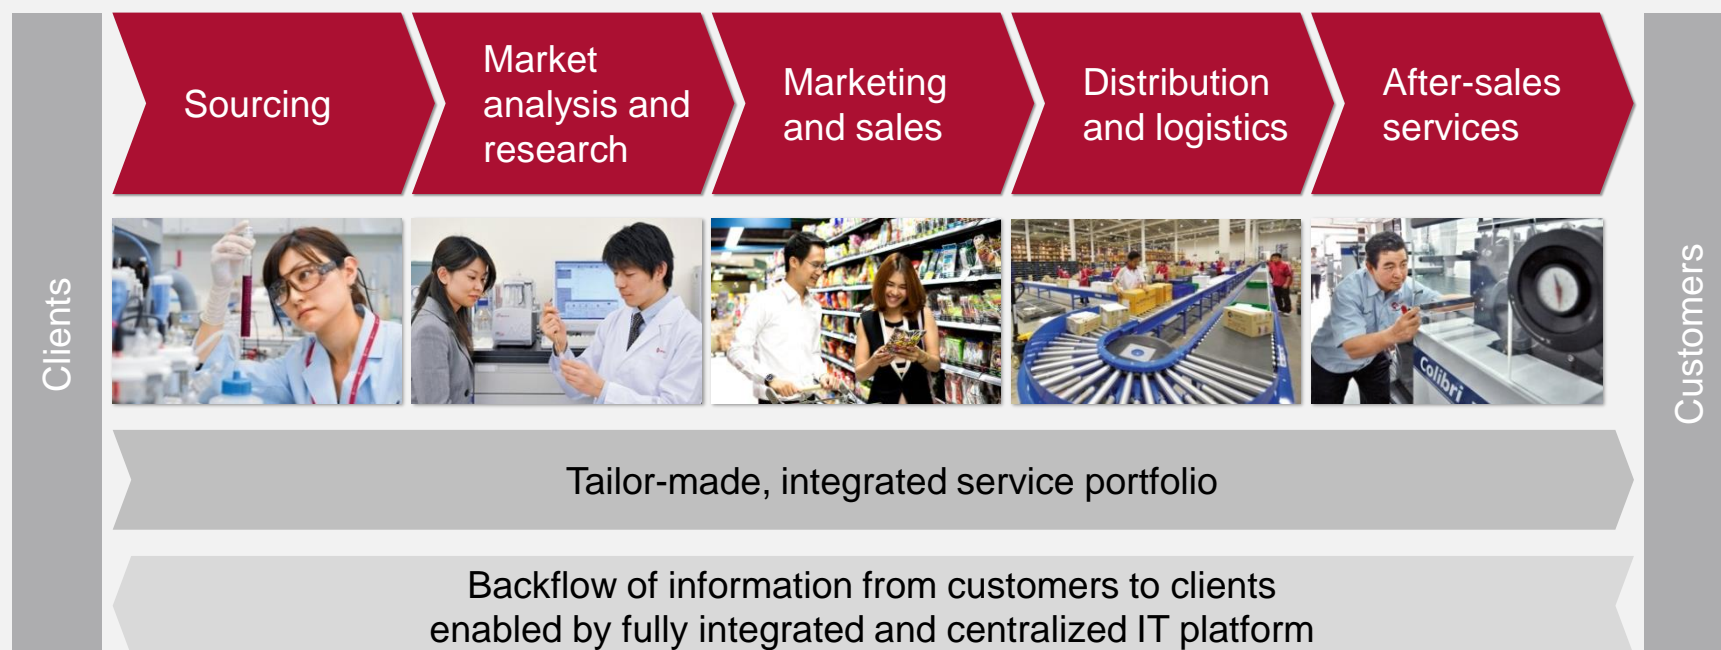 Clients
Sourcing
Market
analysis and
research
Marketing
and sales
Distribution
and logistics
After-sales
services
Colibri
Customers
Tailor-made, integrated service portfolio
Backflow of information from customers to clients
enabled by fully integrated and centralized IT platform